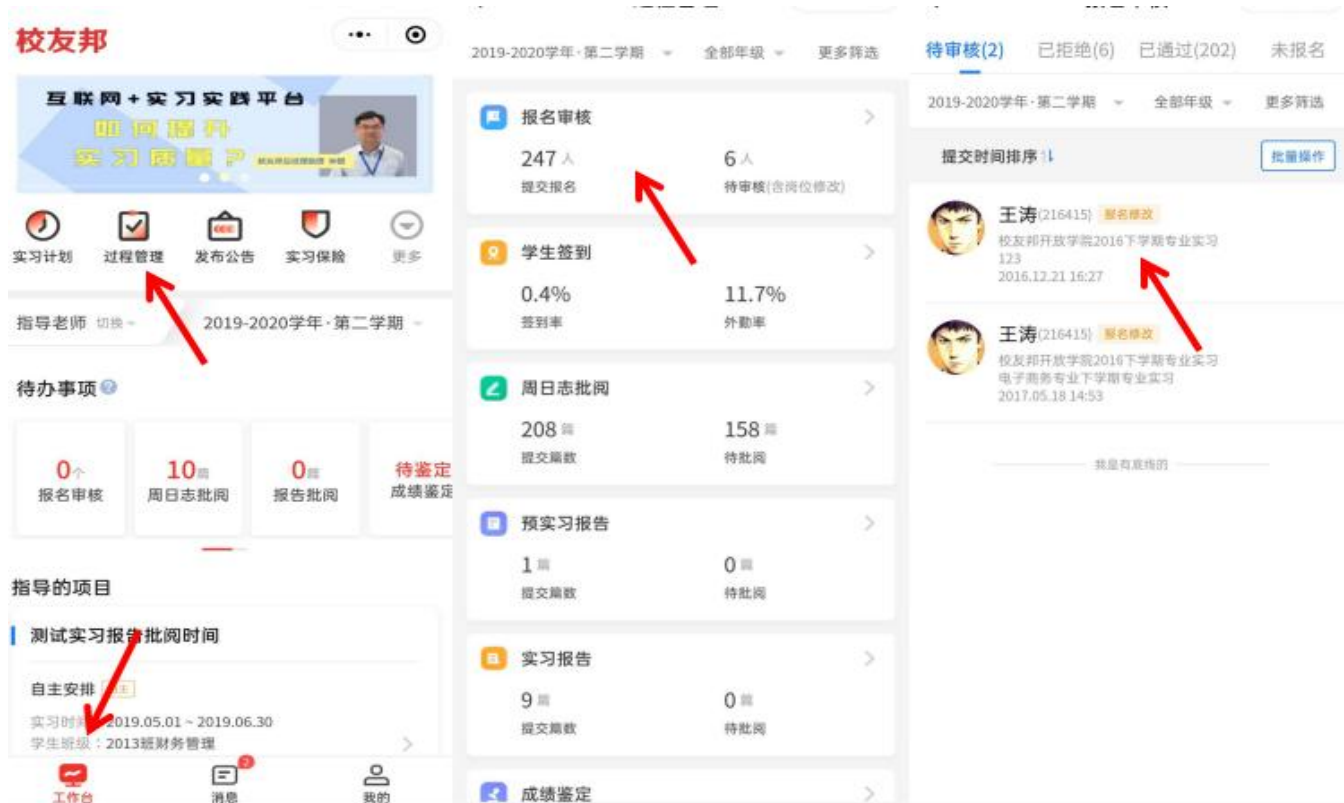 校友邦
互联网+实习实践平台
如何提升
实习质量?
实习计划 过程管理 发布公告 实习保险 更多
指导老师 切换 2019-2020学年·第二学期
待办事项
0个 10篇 0篇 待鉴定
报名审核 周日志批阅 报告批阅 成绩鉴定
指导的项目
测试实习报告批阅时间
自主安排
实习时间 2019.05.01 ~ 2019.06.30
学生班级:2013班财务管理
2
工作台 消息 我的
2019-2020学年·第二学期 全部年级 更多筛选
报名审核
247人 6人
提交报名 待审核(含岗位修改)
学生签到
0.4% 11.7%
签到率 外勤率
周日志批阅
208篇 158篇
提交篇数 待批阅
预实习报告
1篇 0篇
提交篇数 待批阅
实习报告
9篇 0篇
提交篇数 待批阅
成绩鉴定
待审核(2) 已拒绝(6) 已通过(202) 未报名
2019-2020学年·第二学期 全部年级 更多筛选
提交时间排序 批量操作
王涛(216415) 报名修改
校友邦开放学院2016下学期专业实习
123
2016.12.21 16:27
王涛(216415) 报名修改
校友邦开放学院2016下学期专业实习
电子商务专业下学期专业实习
2017.05.18 14:53
我是有底线的